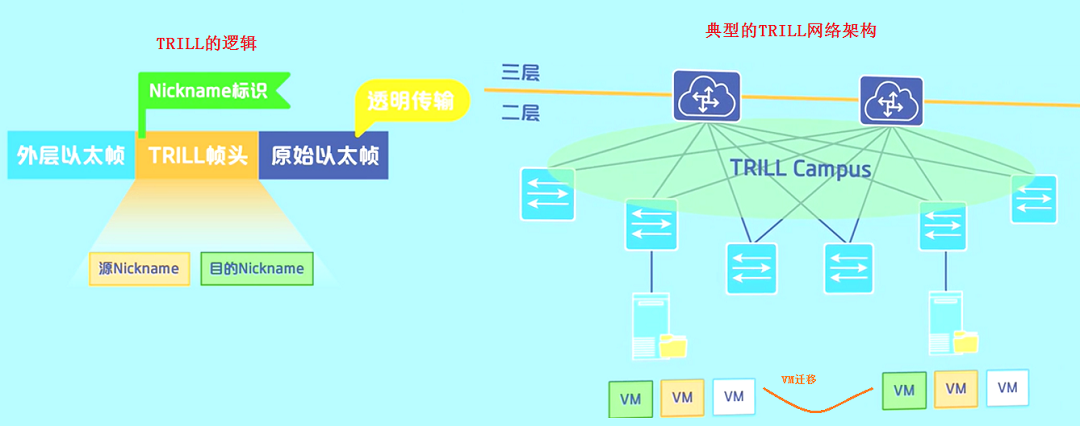 TRILL的逻辑
Nickname标识
透明传输
外层以太帧
TRILL帧头
原始以太帧
源Nickname
目的Nickname
典型的TRILL网络架构
三层
二层
TRILL Campus
VM
VM
VM
VM迁移
VM
VM
VM